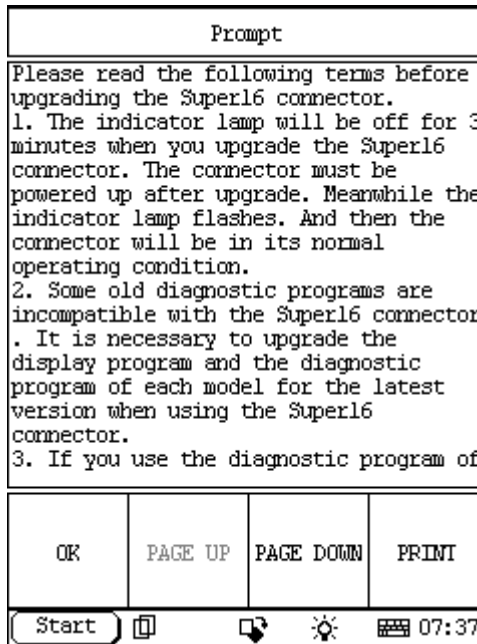 Prompt
Please read the following terms before
upgrading the Super16 connector.
1. The indicator lamp will be off for 3
minutes when you upgrade the Super16
connector. The connector must be
powered up after upgrade. Meanwhile the
indicator lamp flashes. And then the
connector will be in its normal
operating condition.
2. Some old diagnostic programs are
incompatible with the Super16 connector
. It is necessary to upgrade the
display program and the diagnostic
program of each model for the latest
version when using the Super16
connector.
3. If you use the diagnostic program of
OK PAGE UP PAGE DOWN PRINT
Start 07:37